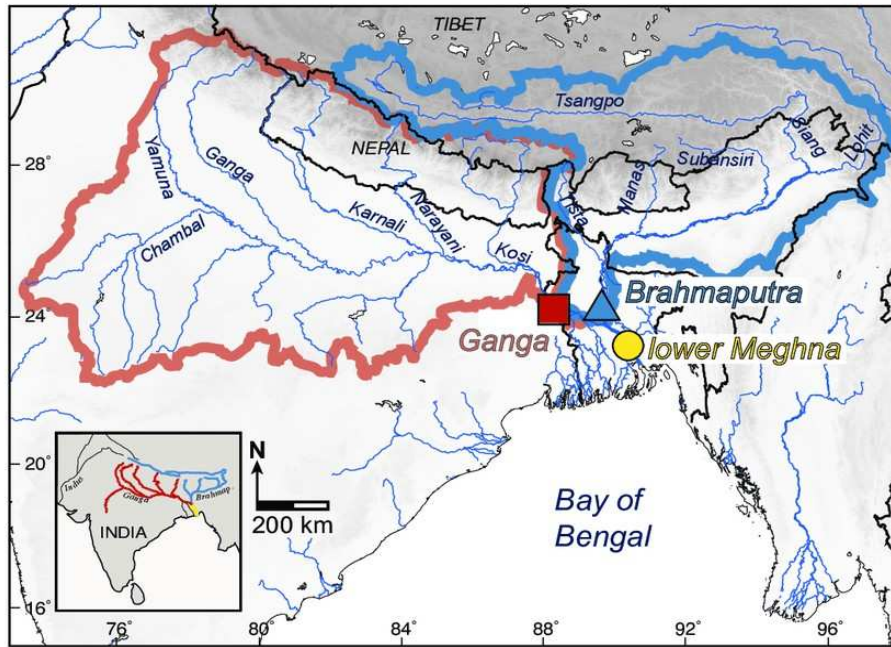 TIBET
Tsangpo
Siang
Lohit
28°
NEPAL
Subansiri
Manas
Tista
Yamuna
Ganga
Karnali
Narayani
Kosi
Chambal
Brahmaputra
24°
Ganga
lower Meghna
20°
N
200 km
Indus
Ganga
Brahmap.
INDIA
Bay of
Bengal
16°
76° 80° 84° 88° 92° 96°